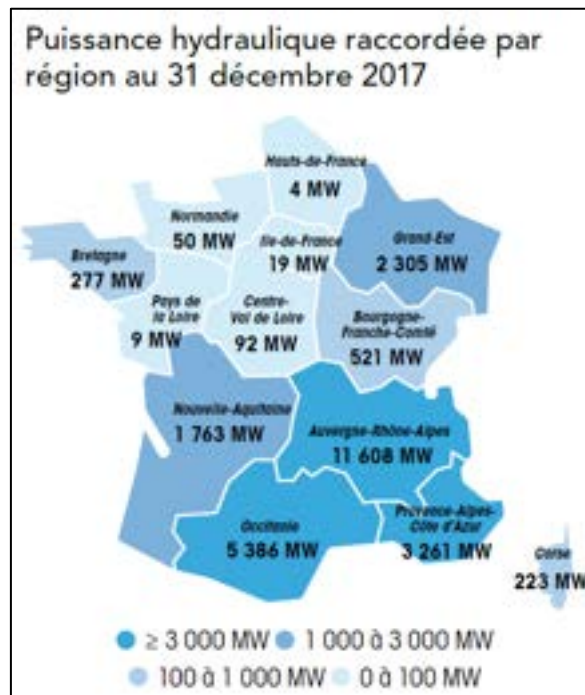 Puissance hydraulique raccordée par
région au 31 décembre 2017
Hauts-de-France
4 MW
Normandie
50 MW
Ile-de-France
19 MW
Grand-Est
2 305 MW
Bretagne
277 MW
Pays de
la Loire
9 MW
Centre-
Val de Loire
92 MW
Bourgogne-
Franche-Comté
521 MW
Nouvelle-Aquitaine
1 763 MW
Auvergne-Rhône-Alpes
11 608 MW
Occitanie
5 386 MW
Provence-Alpes-
Côte d'Azur
3 261 MW
Corse
223 MW
≥ 3 000 MW
1 000 à 3 000 MW
100 à 1 000 MW
0 à 100 MW